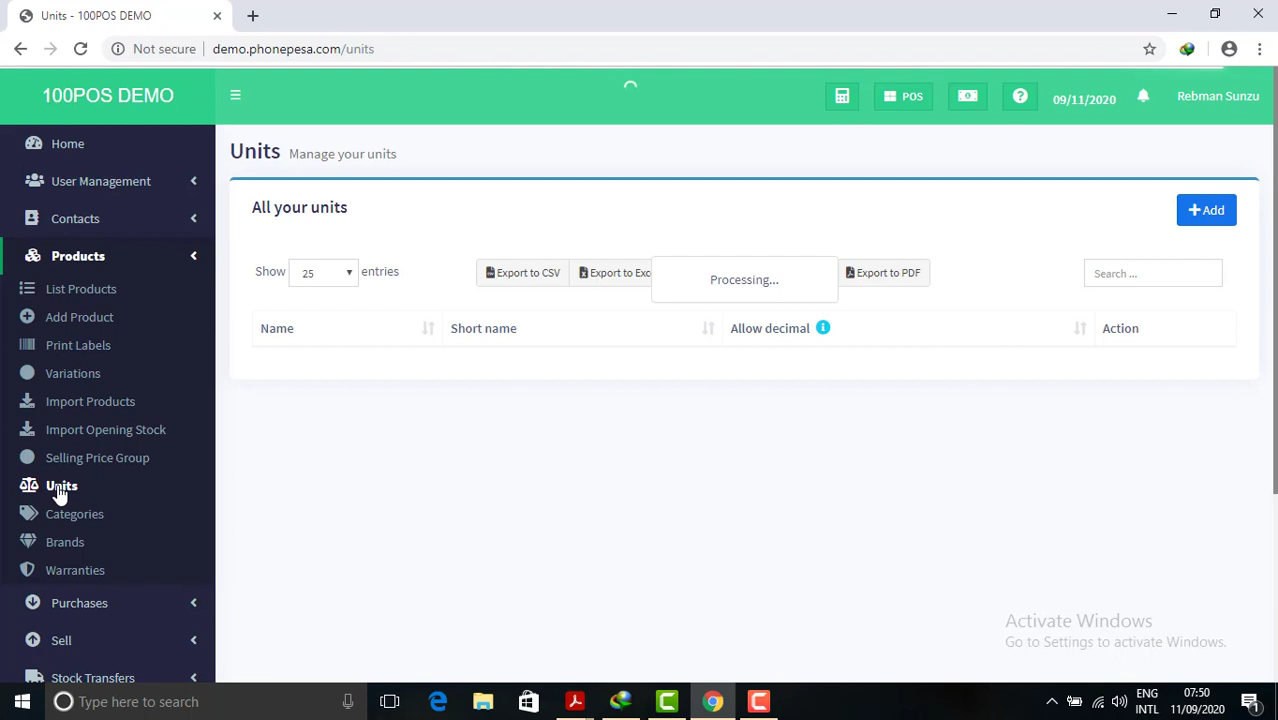 Units - 100POS DEMO
Not secure
demo.phonepesa.com/units
100POS DEMO
POS
09/11/2020
Rebman Sunzu
Home
User Management
Contacts
Products
List Products
Add Product
Print Labels
Variations
Import Products
Import Opening Stock
Selling Price Group
Units
Categories
Brands
Warranties
Purchases
Sell
Stock Transfers
Units Manage your units
All your units
Add
Show 25 entries
Export to CSV
Export to Exc
Processing...
Export to PDF
Search ...
Name
Short name
Allow decimal
Action
Activate Windows
Go to Settings to activate Windows.
Type here to search
ENG
INTL
07:50
11/09/2020
1